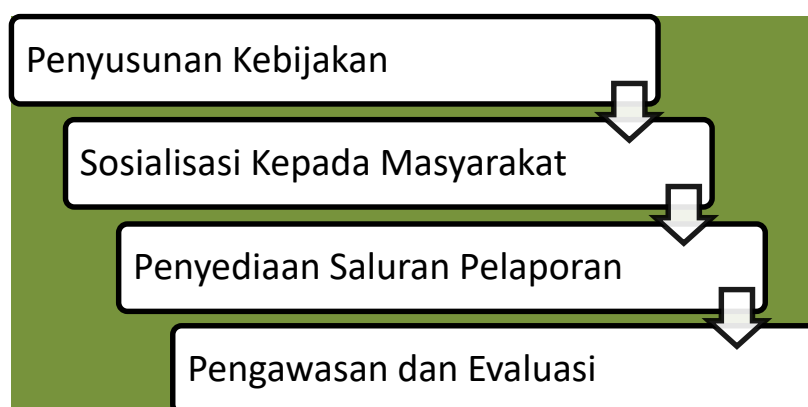 Penyusunan Kebijakan
Sosialisasi Kepada Masyarakat
Penyediaan Saluran Pelaporan
Pengawasan dan Evaluasi